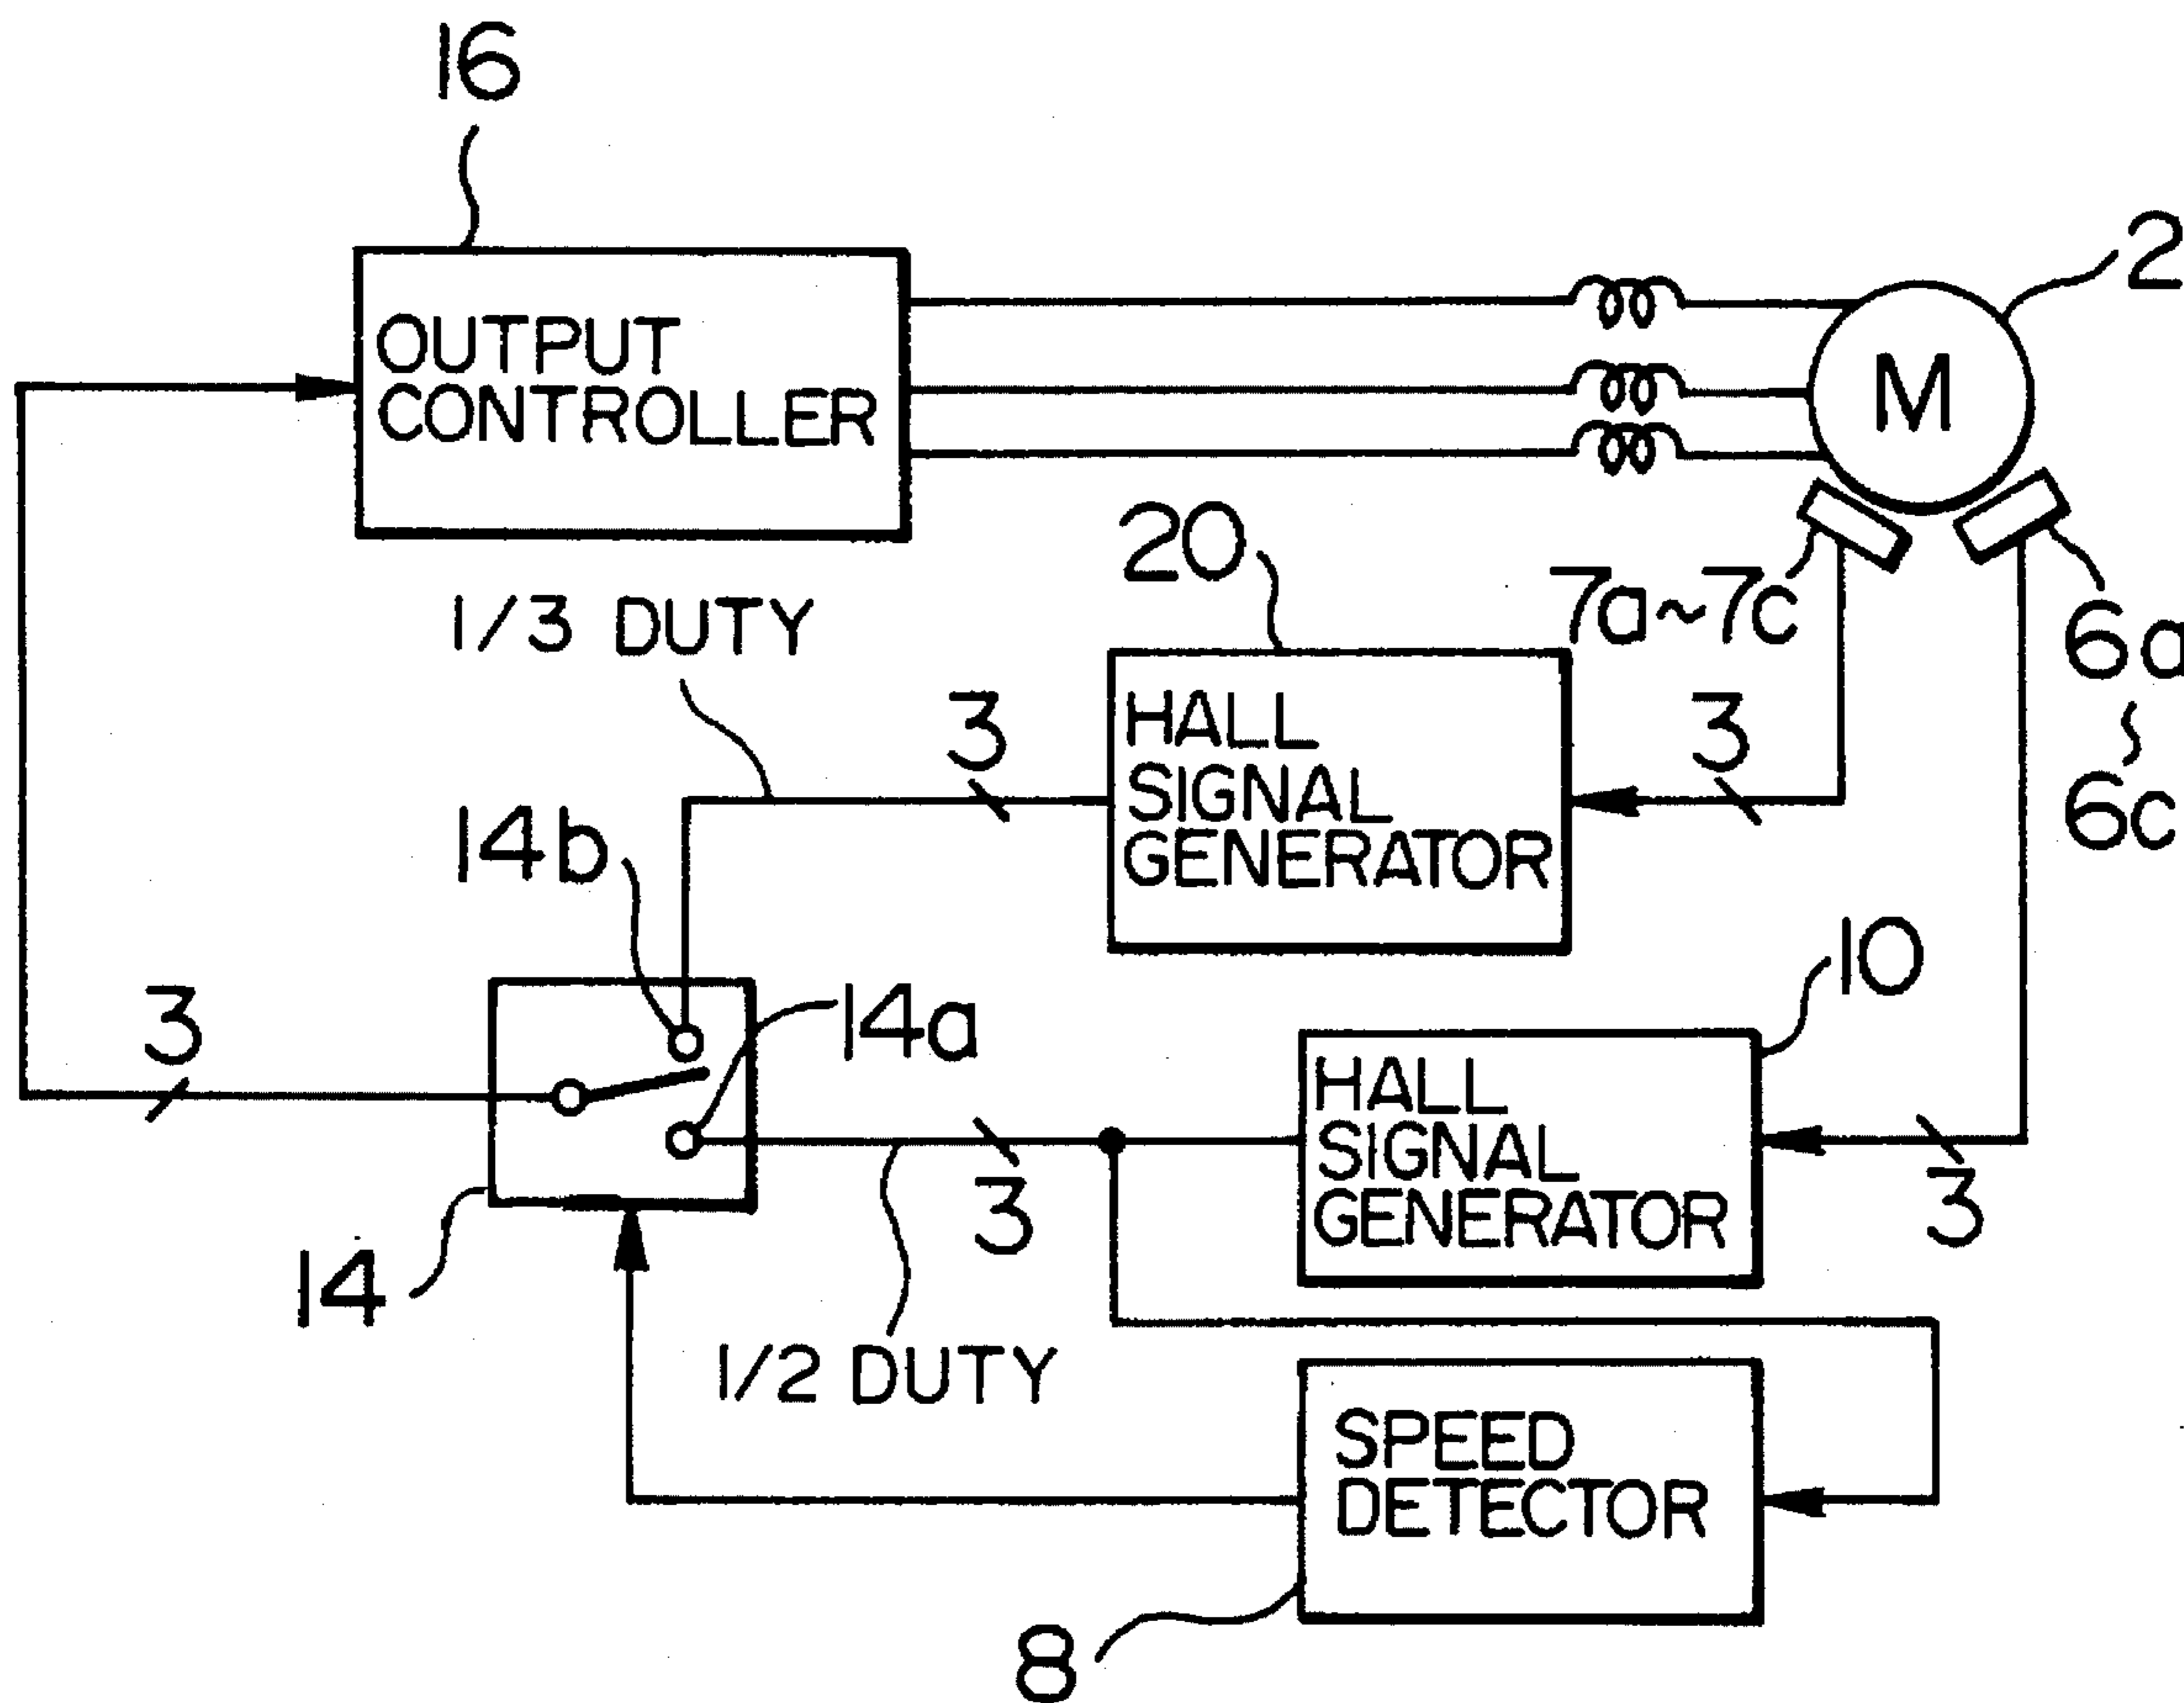 16
2
OUTPUT
CONTROLLER
M
20
7a~7c
1/3 DUTY
6a
~
6c
3
3
HALL
SIGNAL
GENERATOR
14b
10
3
14a
HALL
SIGNAL
GENERATOR
3
3
14
1/2 DUTY
SPEED
DETECTOR
8